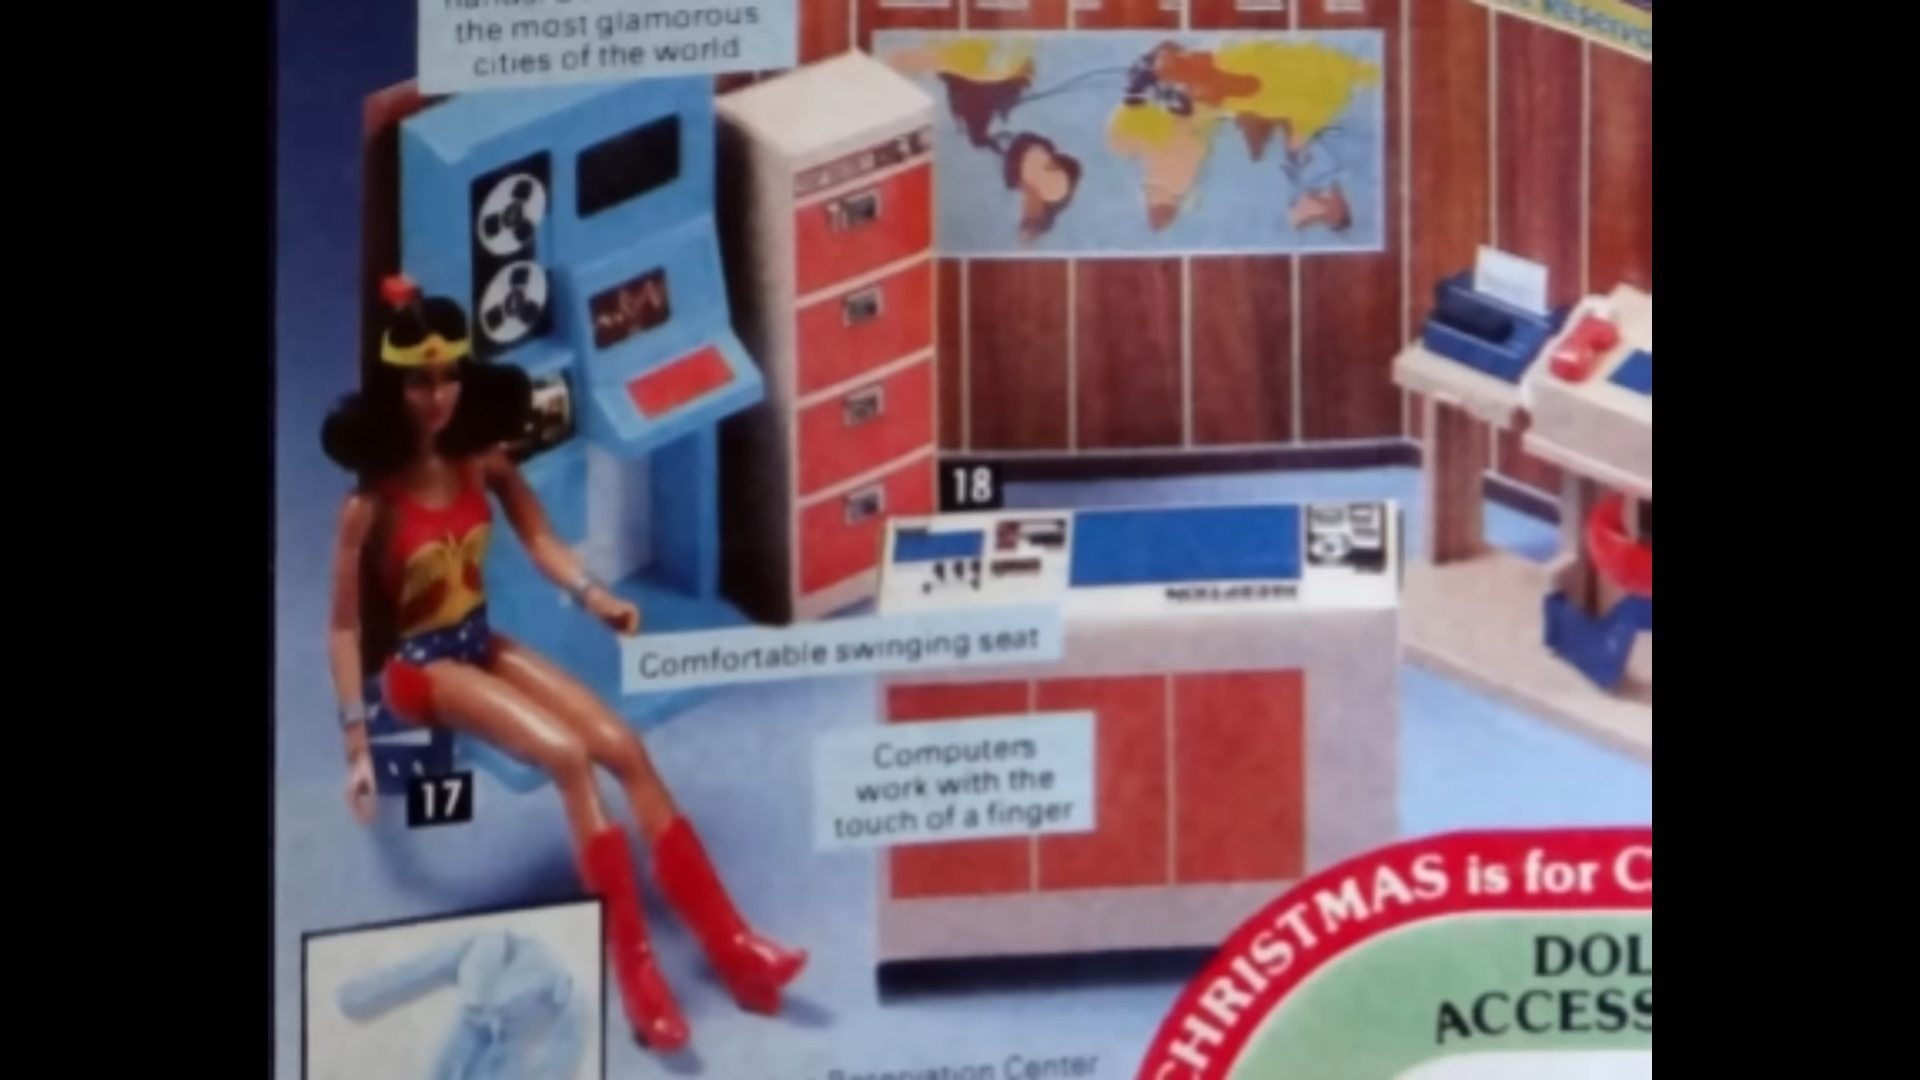 the most glamorous
cities of the world
18
Comfortable swinging seat
Computers
work with the
touch of a finger
17
CHRISTMAS is for C
DOL
ACCESS
Reservation Center